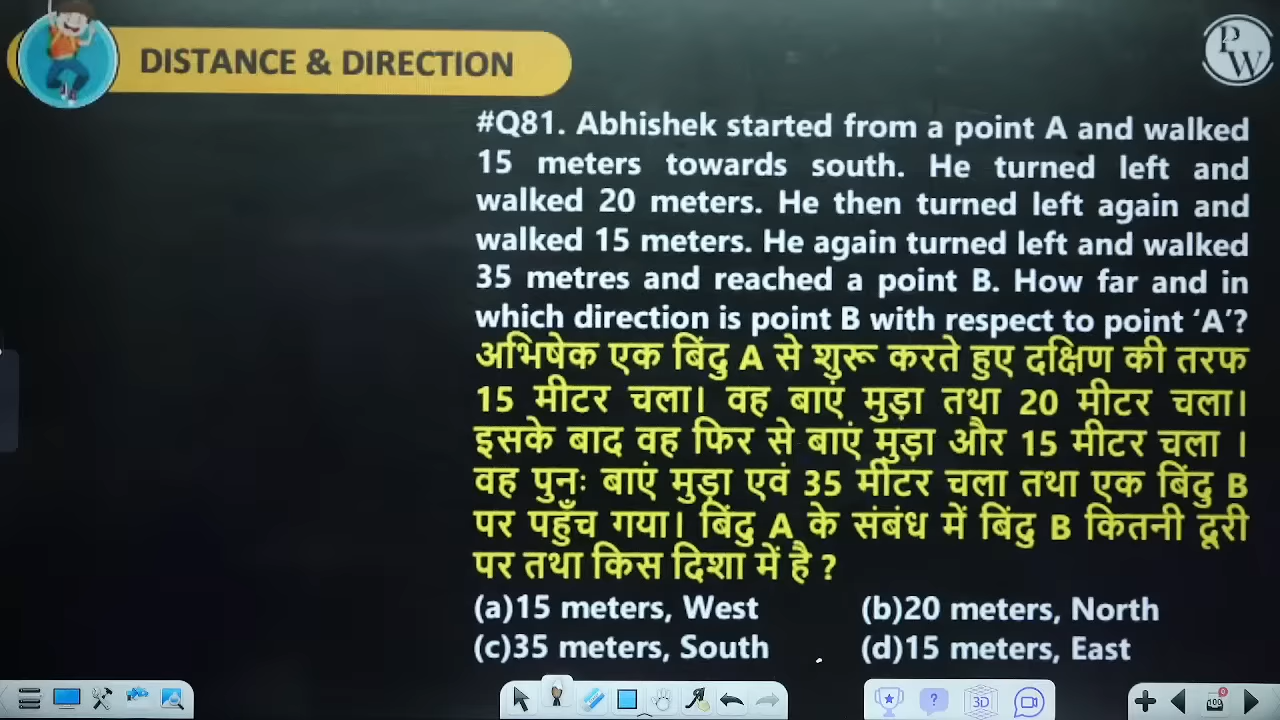 DISTANCE & DIRECTION
PW
#Q81. Abhishek started from a point A and walked
15 meters towards south. He turned left and
walked 20 meters. He then turned left again and
walked 15 meters. He again turned left and walked
35 metres and reached a point B. How far and in
which direction is point B with respect to point ‘A’?
अभिषेक एक बिंदु A से शुरू करते हुए दक्षिण की तरफ
15 मीटर चला। वह बाएं मुड़ा तथा 20 मीटर चला।
इसके बाद वह फिर से बाएं मुड़ा और 15 मीटर चला ।
वह पुनः बाएं मुड़ा एवं 35 मीटर चला तथा एक बिंदु B
पर पहुँच गया। बिंदु A के संबंध में बिंदु B कितनी दूरी
पर तथा किस दिशा में है ?
(a)15 meters, West (b)20 meters, North
(c)35 meters, South (d)15 meters, East
? 3D 100 0